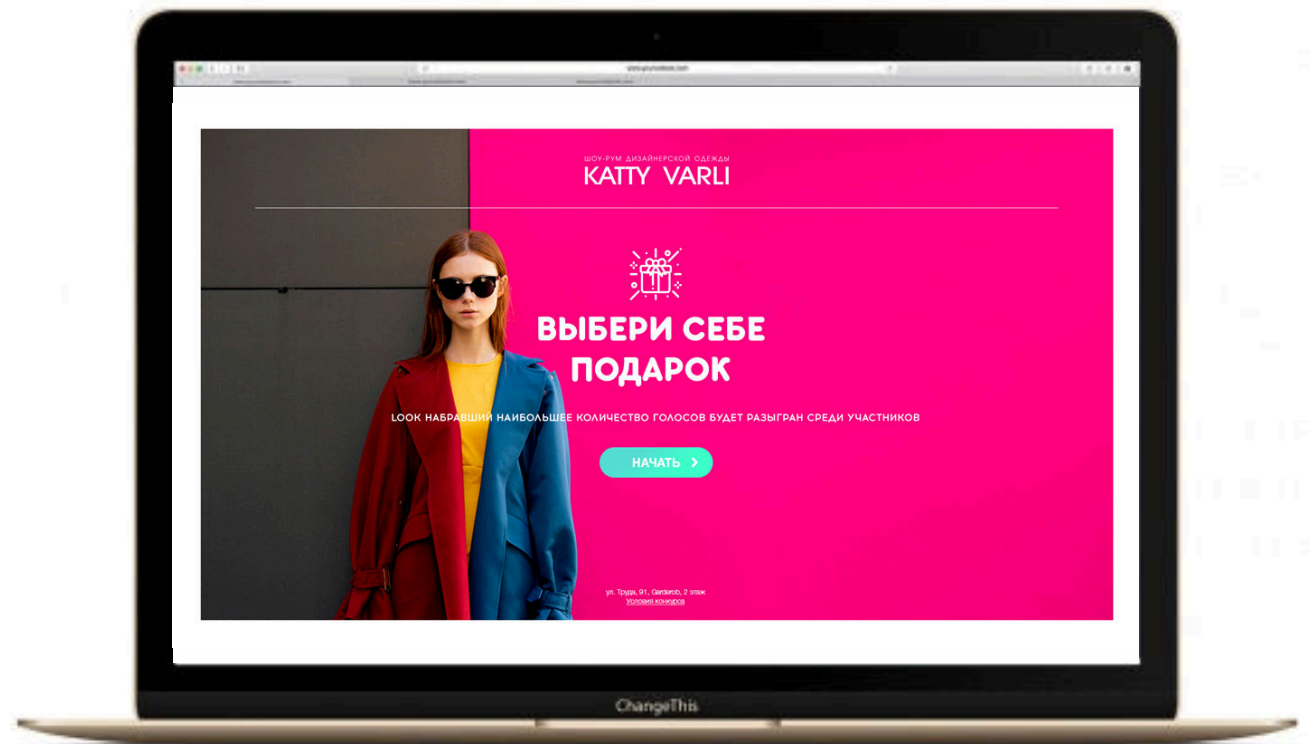 ШОУ-РУМ ДИЗАЙНЕРСКОЙ ОДЕЖДЫ
KATTY VARLI
ВЫБЕРИ СЕБЕ
ПОДАРОК
LOOK НАБРАВШИЙ НАИБОЛЬШЕЕ КОЛИЧЕСТВО ГОЛОСОВ БУДЕТ РАЗЫГРАН СРЕДИ УЧАСТНИКОВ
НАЧАТЬ
ул. Труда, 91, Garderob, 2 этаж
Условия конкурса
ChangeThis